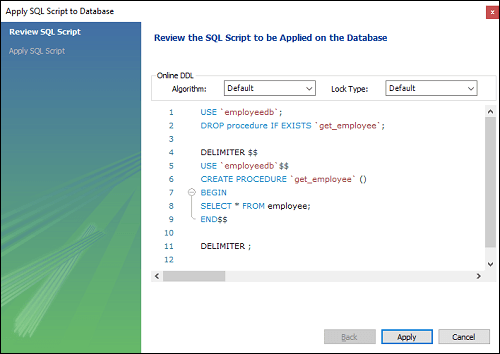 Apply SQL Script to Database
Review SQL Script
Apply SQL Script
Review the SQL Script to be Applied on the Database
Online DDL
Algorithm: Default Lock Type: Default
1 USE `employeedb`;
2 DROP procedure IF EXISTS `get_employee`;
3
4 DELIMITER $$
5 USE `employeedb`$$
6 CREATE PROCEDURE `get_employee` ()
7 BEGIN
8 SELECT * FROM employee;
9 END$$
10
11 DELIMITER ;
12
Back Apply Cancel